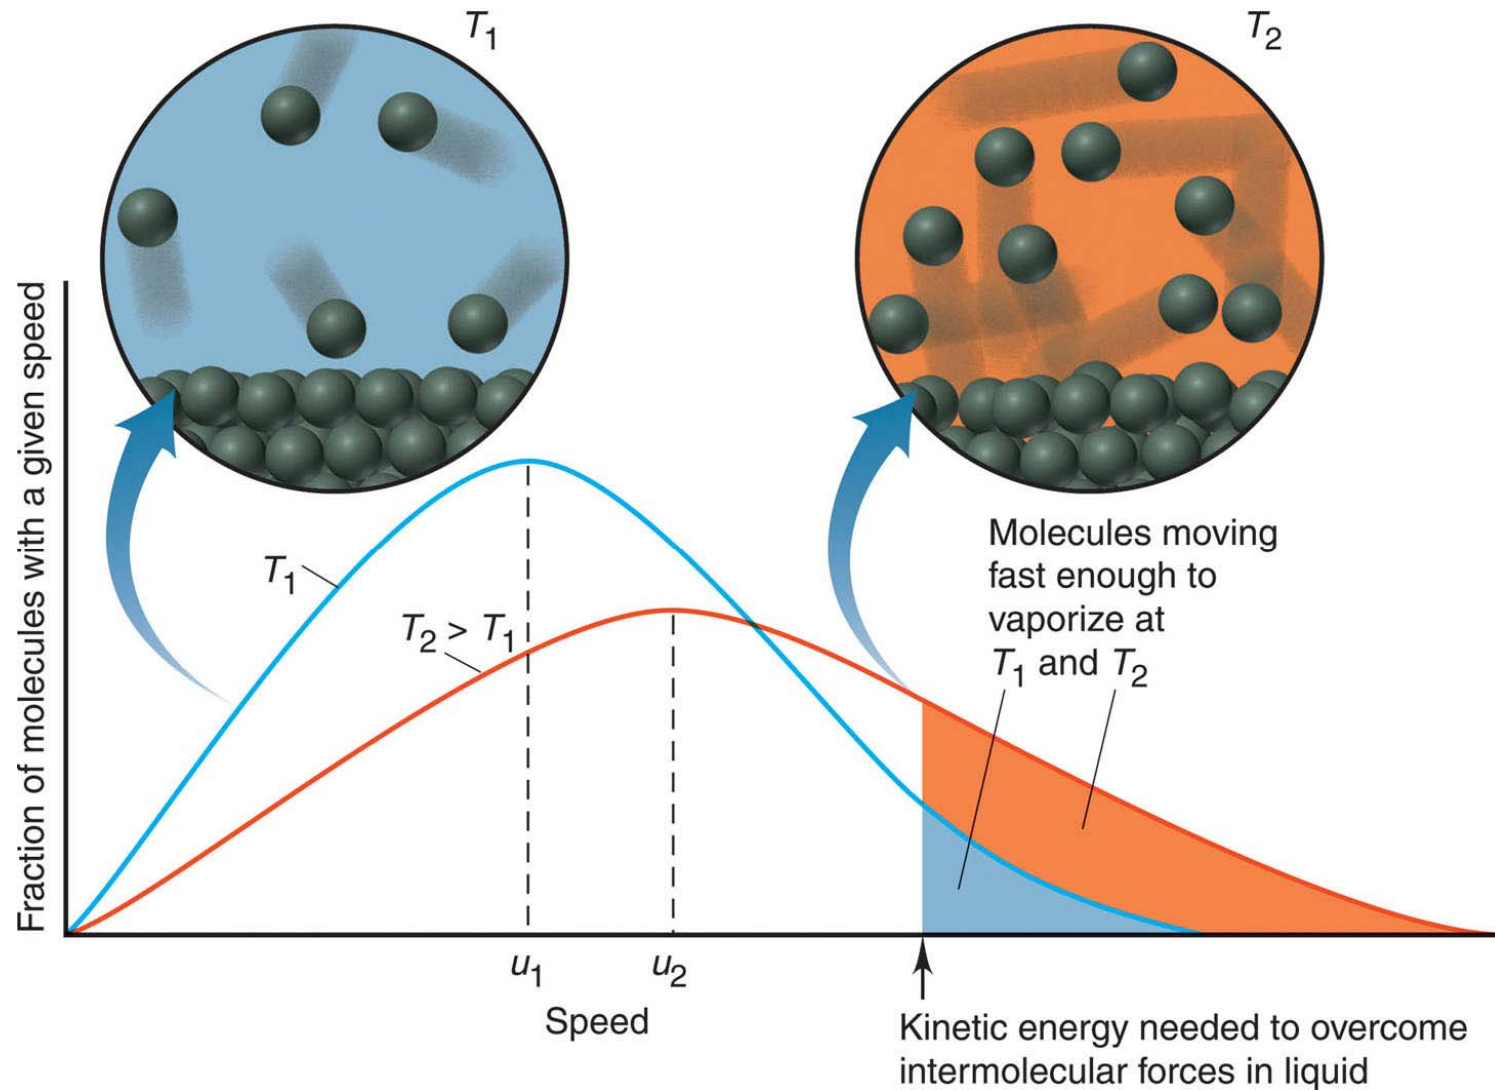 T1
T2
Fraction of molecules with a given speed
T1
T2 > T1
Molecules moving
fast enough to
vaporize at
T1 and T2
u1
u2
Speed
Kinetic energy needed to overcome
intermolecular forces in liquid